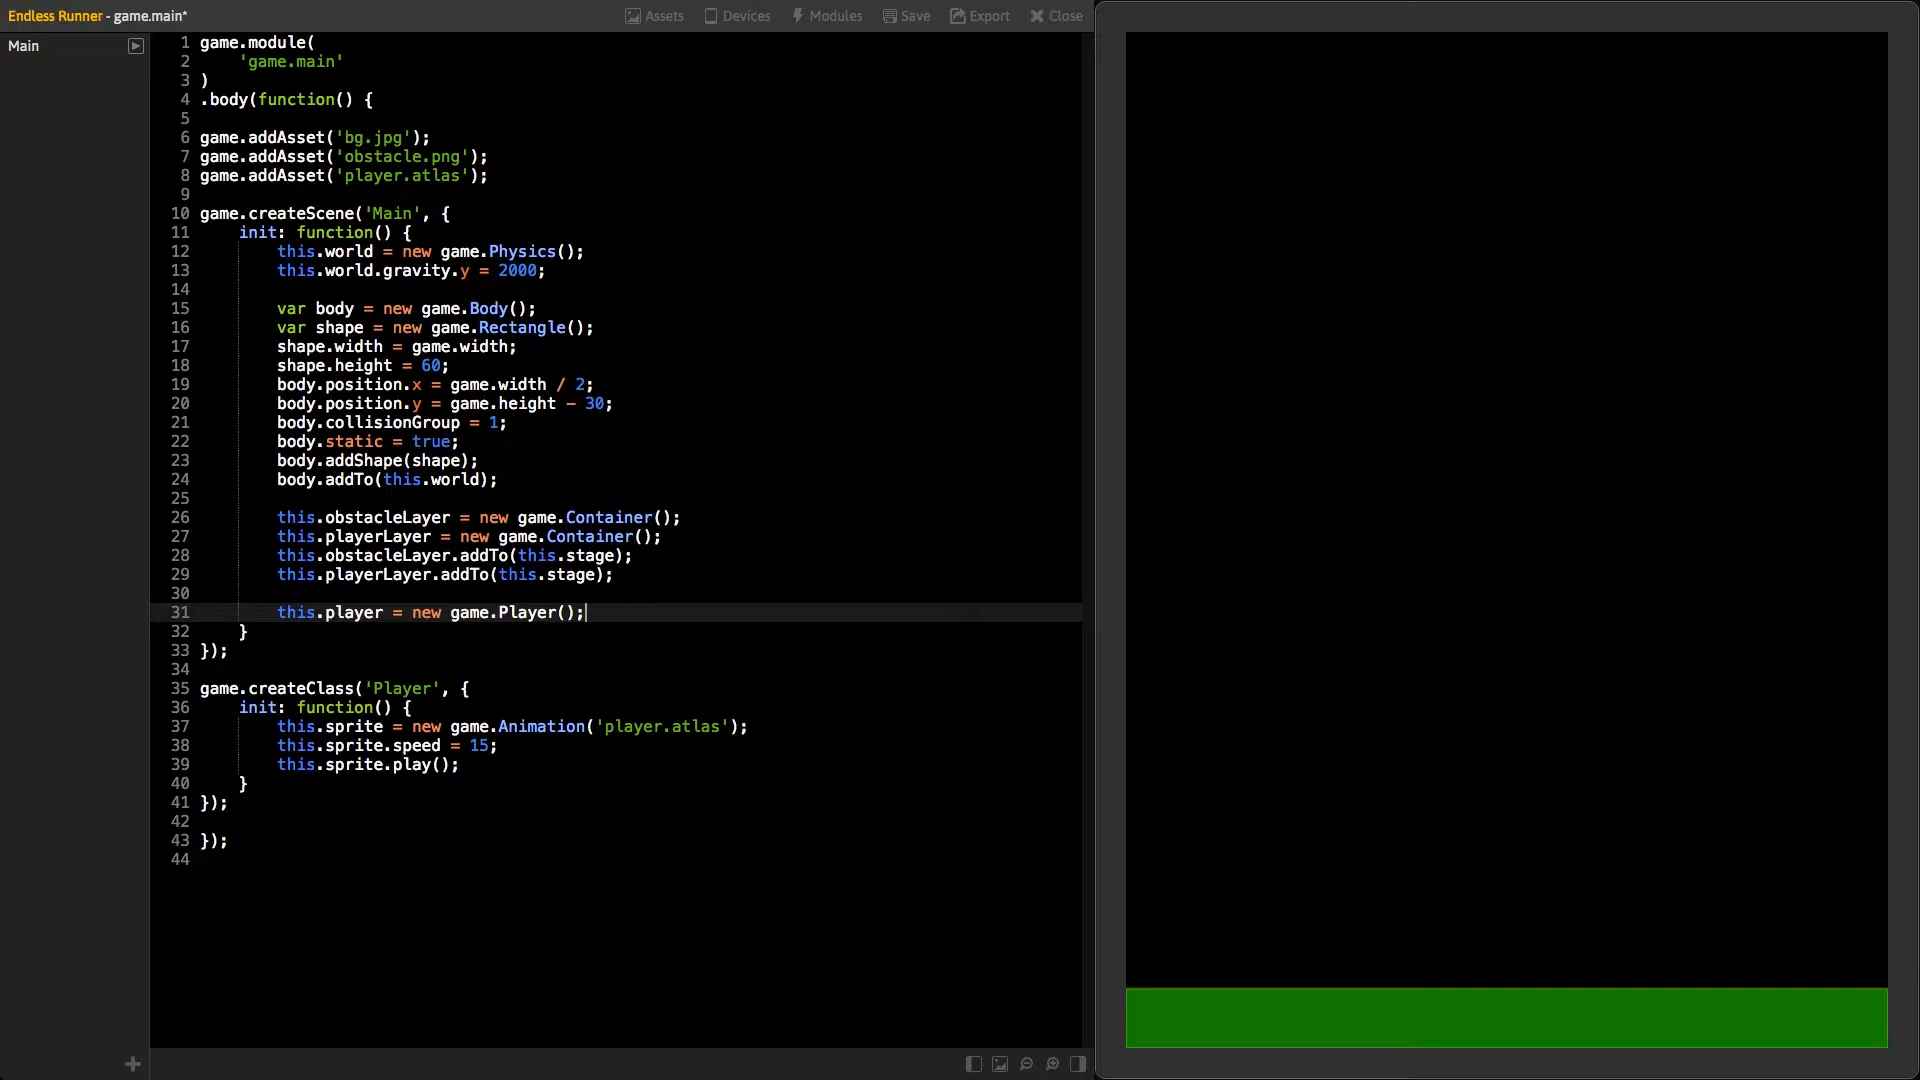 Endless Runner - game.main*
Assets Devices Modules Save Export Close
Main
1 game.module(
2     'game.main'
3 )
4 .body(function() {
5
6 game.addAsset('bg.jpg');
7 game.addAsset('obstacle.png');
8 game.addAsset('player.atlas');
9
10 game.createScene('Main', {
11     init: function() {
12         this.world = new game.Physics();
13         this.world.gravity.y = 2000;
14
15         var body = new game.Body();
16         var shape = new game.Rectangle();
17         shape.width = game.width;
18         shape.height = 60;
19         body.position.x = game.width / 2;
20         body.position.y = game.height - 30;
21         body.collisionGroup = 1;
22         body.static = true;
23         body.addShape(shape);
24         body.addTo(this.world);
25
26         this.obstacleLayer = new game.Container();
27         this.playerLayer = new game.Container();
28         this.obstacleLayer.addTo(this.stage);
29         this.playerLayer.addTo(this.stage);
30
31         this.player = new game.Player();
32     }
33 });
34
35 game.createClass('Player', {
36     init: function() {
37         this.sprite = new game.Animation('player.atlas');
38         this.sprite.speed = 15;
39         this.sprite.play();
40     }
41 });
42
43 });
44